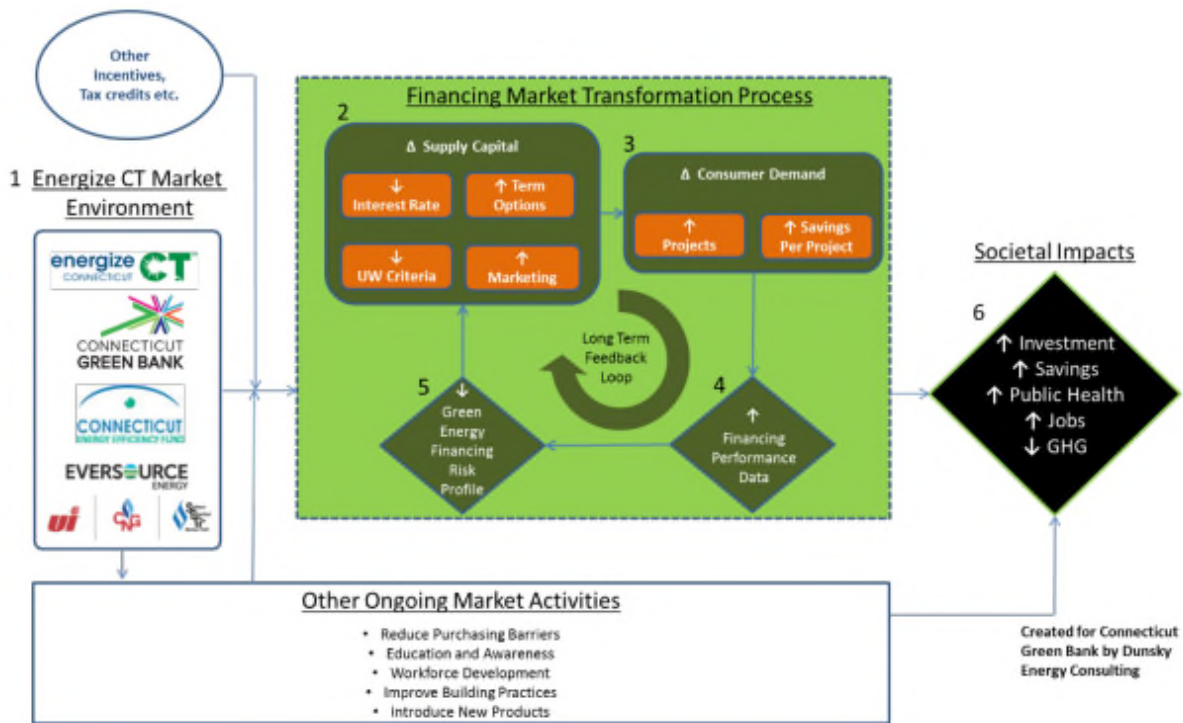 Other
Incentives,
Tax credits etc.
1 Energize CT Market
Environment
energize CT
CONNECTICUT
CONNECTICUT
GREEN BANK
CONNECTICUT
ENERGY EFFICIENCY FUND
EVERSOURCE
ENERGY
ui
CNG
Financing Market Transformation Process
2
Δ Supply Capital
↓
Interest Rate
↑ Term
Options
↓
UW Criteria
↑
Marketing
3
Δ Consumer Demand
↑
Projects
↑ Savings
Per Project
Long Term
Feedback
Loop
4
↑
Financing
Performance
Data
5
↓
Green
Energy
Financing
Risk
Profile
Societal Impacts
6
↑ Investment
↑ Savings
↑ Public Health
↑ Jobs
↓ GHG
Other Ongoing Market Activities
• Reduce Purchasing Barriers
• Education and Awareness
• Workforce Development
• Improve Building Practices
• Introduce New Products
Created for Connecticut
Green Bank by Dunsky
Energy Consulting